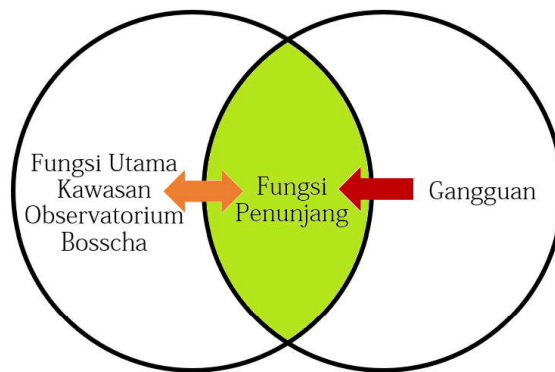 Fungsi Utama
Kawasan
Observatorium
Bosscha
Fungsi
Penunjang
Gangguan